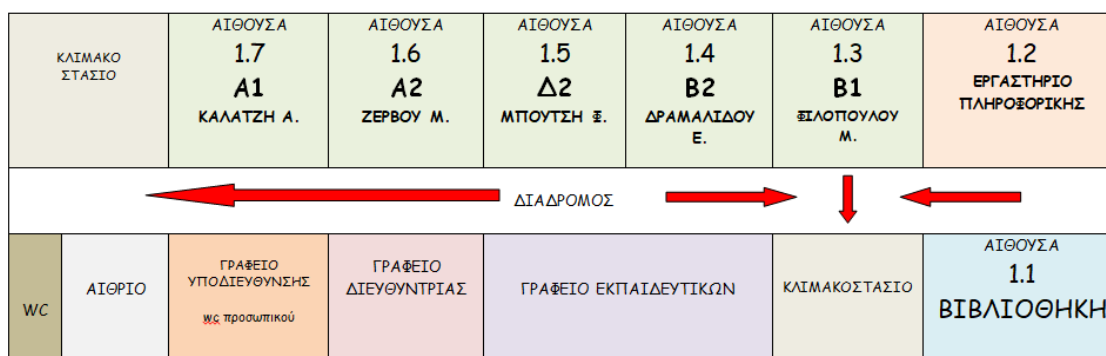 ΚΛΙΜΑΚΟ
ΣΤΑΣΙΟ
ΑΙΘΟΥΣΑ
1.7
Α1
ΚΑΛΑΤΖΗ Α.
ΑΙΘΟΥΣΑ
1.6
Α2
ΖΕΡΒΟΥ Μ.
ΑΙΘΟΥΣΑ
1.5
Δ2
ΜΠΟΥΤΣΗ Φ.
ΑΙΘΟΥΣΑ
1.4
Β2
ΔΡΑΜΑΛΙΔΟΥ
Ε.
ΑΙΘΟΥΣΑ
1.3
Β1
ΦΙΛΟΠΟΥΛΟΥ
Μ.
ΑΙΘΟΥΣΑ
1.2
ΕΡΓΑΣΤΗΡΙΟ
ΠΛΗΡΟΦΟΡΙΚΗΣ
ΔΙΑΔΡΟΜΟΣ
WC
ΑΙΘΡΙΟ
ΓΡΑΦΕΙΟ
ΥΠΟΔΙΕΥΘΥΝΣΗΣ
wc προσωπικού
ΓΡΑΦΕΙΟ
ΔΙΕΥΘΥΝΤΡΙΑΣ
ΓΡΑΦΕΙΟ ΕΚΠΑΙΔΕΥΤΙΚΩΝ
ΚΛΙΜΑΚΟΣΤΑΣΙΟ
ΑΙΘΟΥΣΑ
1.1
ΒΙΒΛΙΟΘΗΚΗ